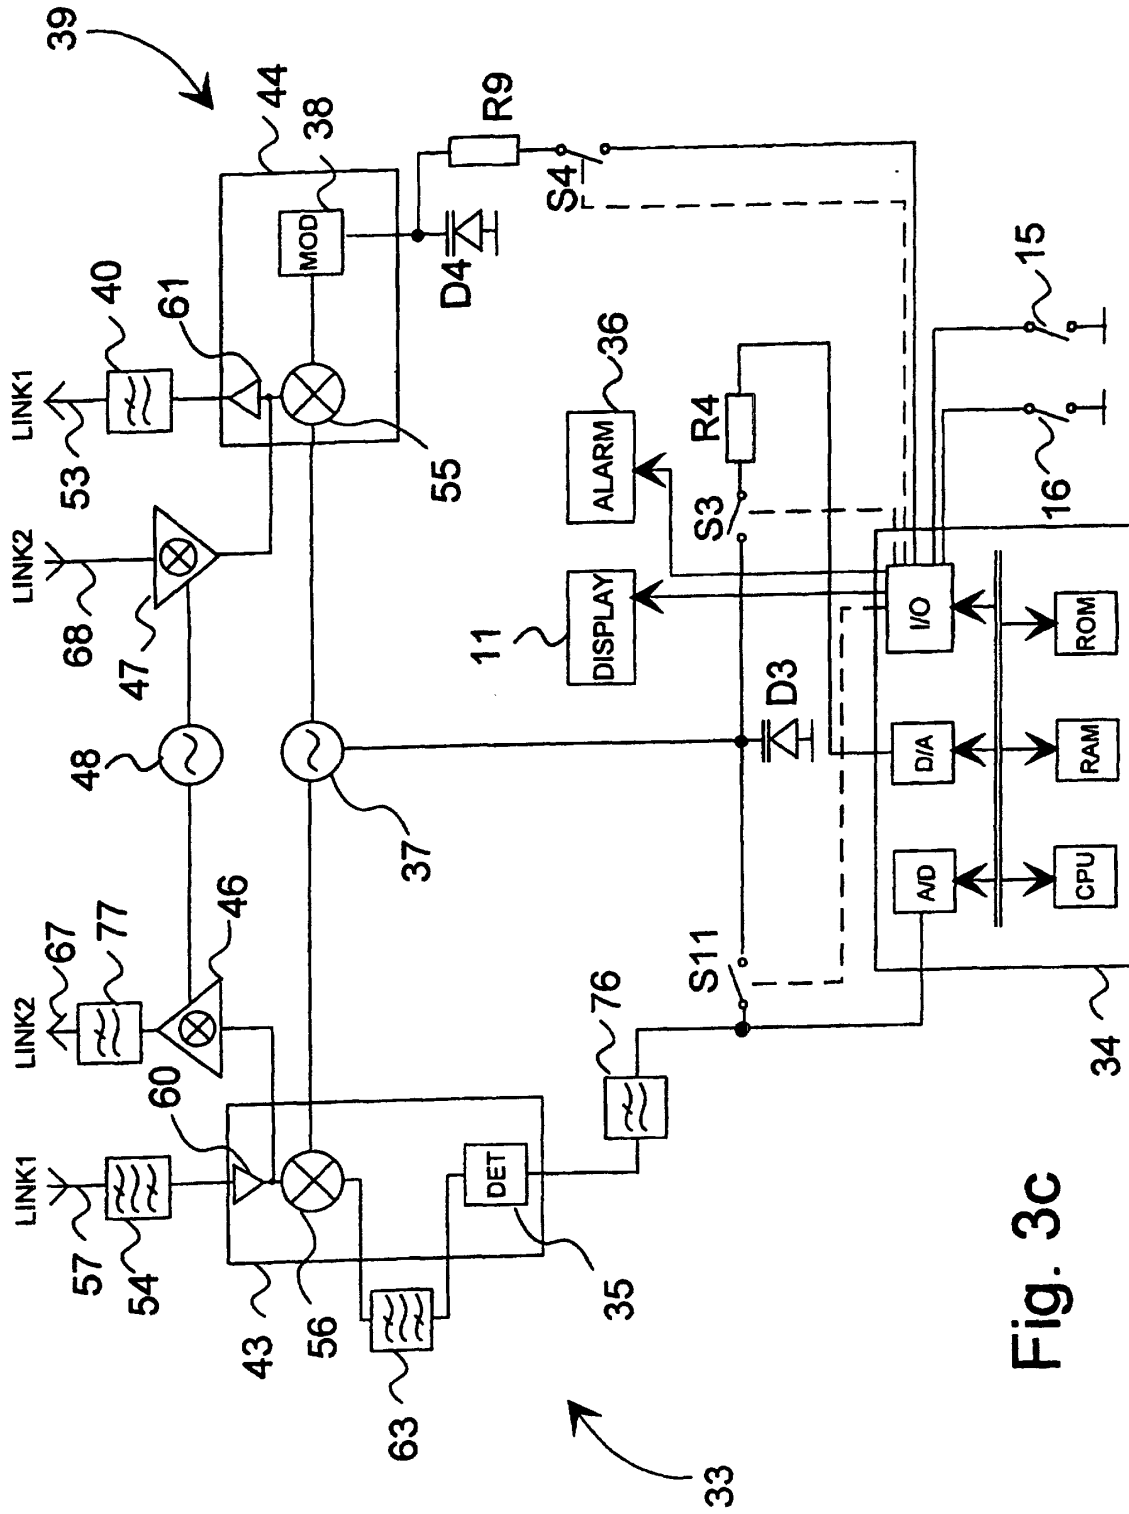 LINK1
57
54
43
56
60
63
35
DET
33
LINK2
67
77
46
48
37
LINK2
68
47
LINK1
53
40
61
55
44
38
MOD
39
R9
S4
D4
76
S11
D3
S3
R4
11
DISPLAY
ALARM
36
A/D
D/A
I/O
CPU
RAM
ROM
34
16
15
Fig. 3c